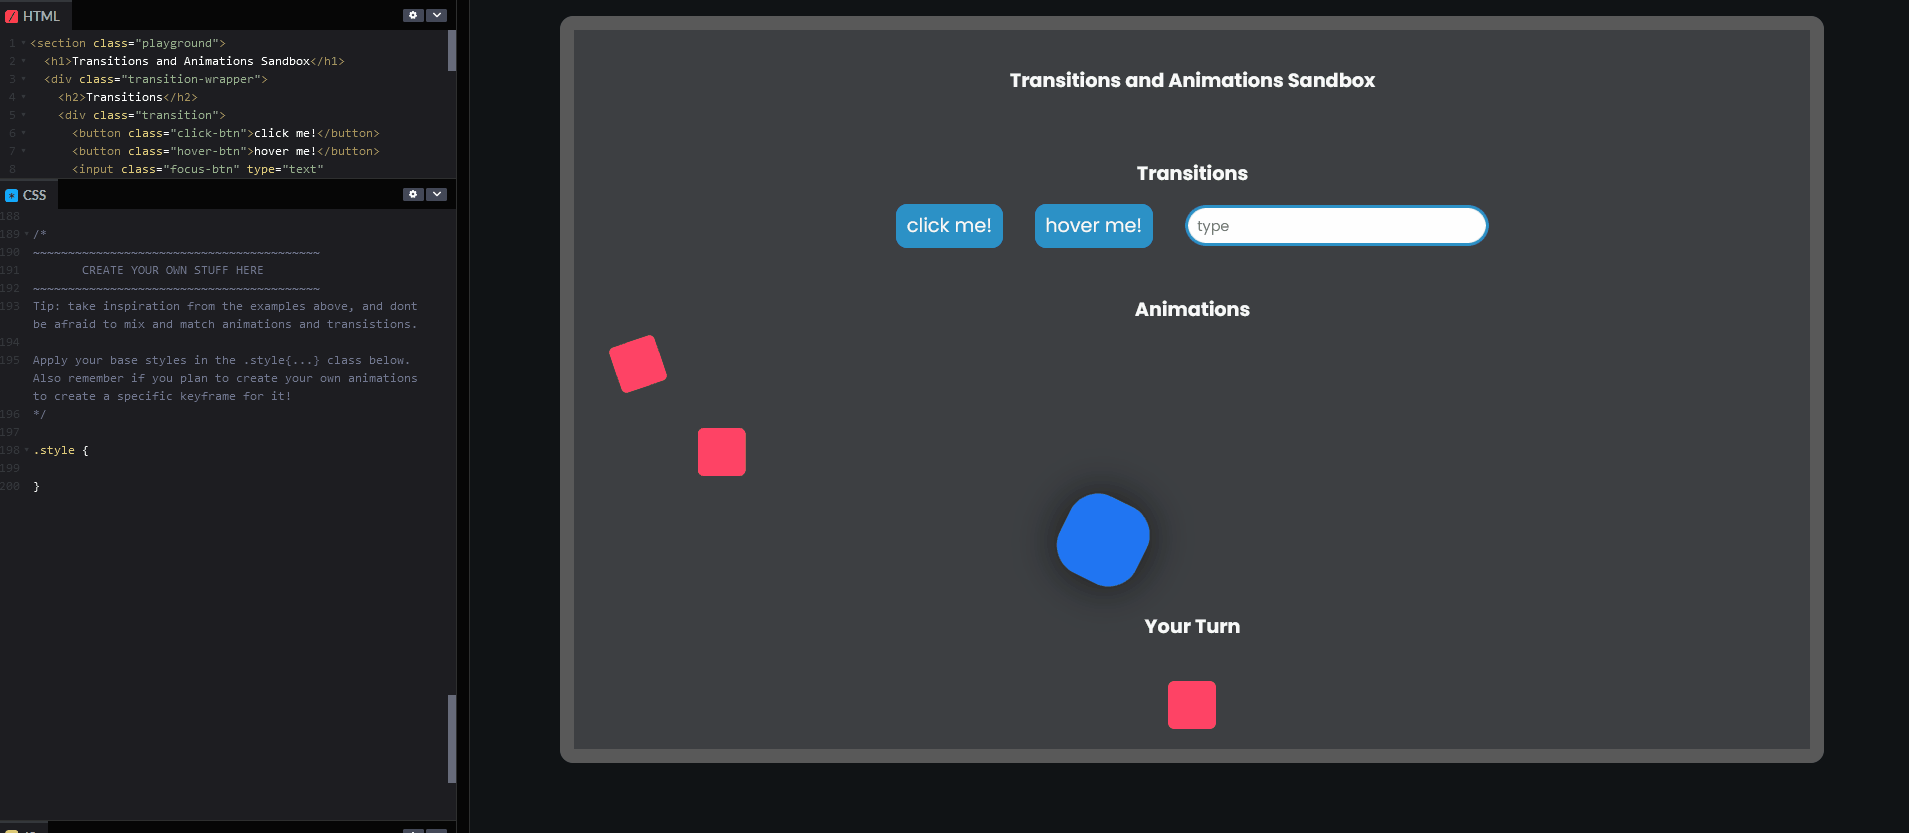 HTML
1 <section class="playground">
2 <h1>Transitions and Animations Sandbox</h1>
3 <div class="transition-wrapper">
4 <h2>Transitions</h2>
5 <div class="transition">
6 <button class="click-btn">click me!</button>
7 <button class="hover-btn">hover me!</button>
8 <input class="focus-btn" type="text"
CSS
188
189 /*
190 ~~~~~~~~~~~~~~~~~~~~~~~~~~~~~~~~~~~~~~~~~
191 CREATE YOUR OWN STUFF HERE
192 ~~~~~~~~~~~~~~~~~~~~~~~~~~~~~~~~~~~~~~~~~
193 Tip: take inspiration from the examples above, and dont
be afraid to mix and match animations and transistions.
194
195 Apply your base styles in the .style{...} class below.
Also remember if you plan to create your own animations
to create a specific keyframe for it!
196 */
197
198 .style {
199
200 }
Transitions and Animations Sandbox
Transitions
click me! hover me! type
Animations
Your Turn